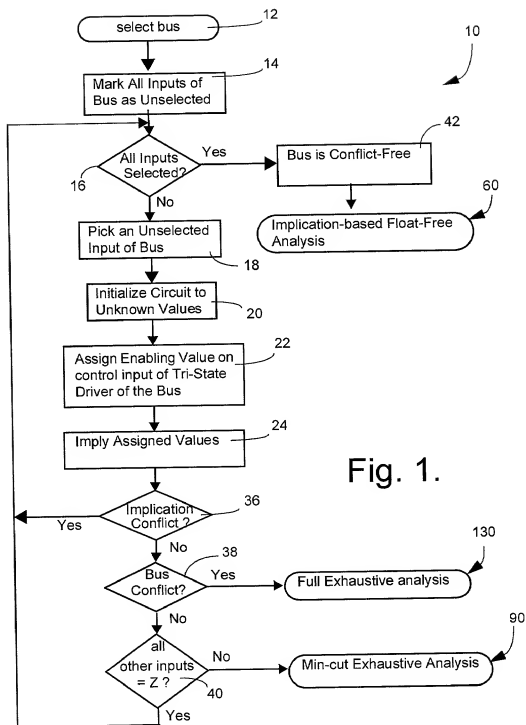 select bus
12
10
14
Mark All Inputs of
Bus as Unselected
42
All Inputs
Selected?
Yes
Bus is Conflict-Free
16
No
60
Implication-based Float-Free
Analysis
Pick an Unselected
Input of Bus
18
Initialize Circuit to
Unknown Values
20
22
Assign Enabling Value on
control input of Tri-State
Driver of the Bus
24
Imply Assigned Values
Fig. 1.
36
Implication
Conflict ?
Yes
No
38
130
Bus
Conflict?
Yes
Full Exhaustive analysis
No
90
all
other inputs
= Z ?
No
Min-cut Exhaustive Analysis
40
Yes